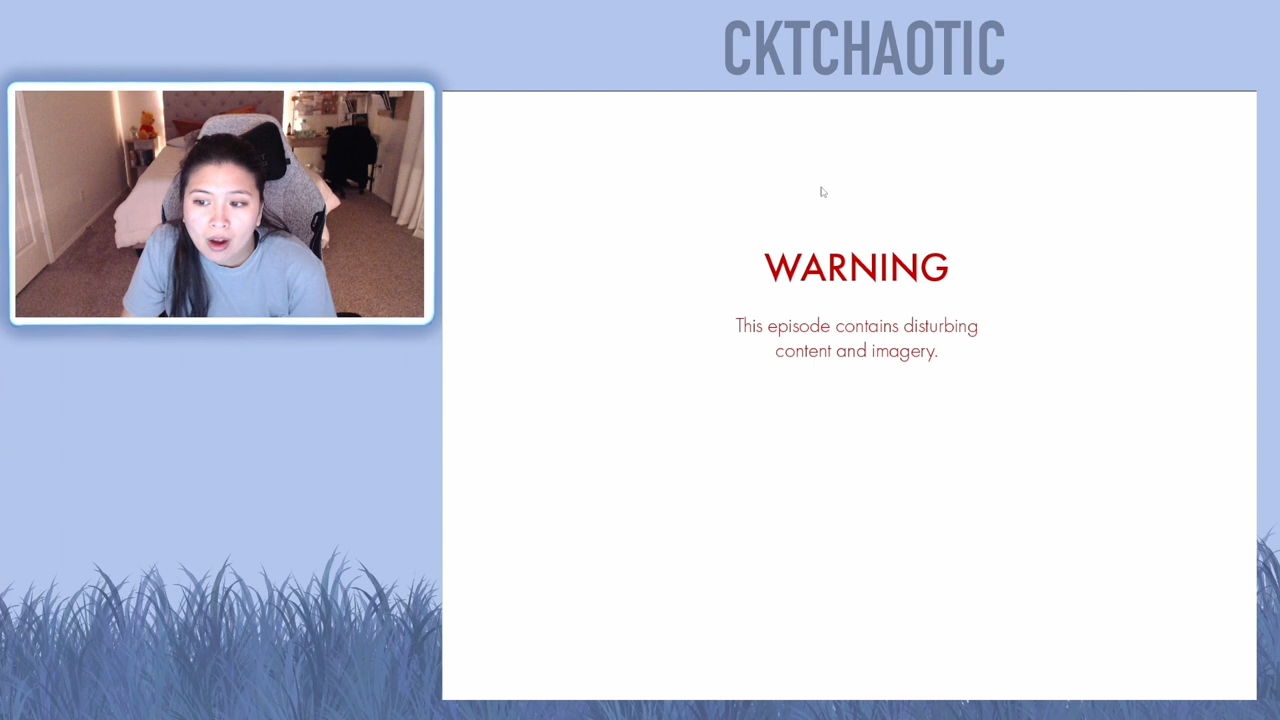 CKTCHAOTIC
WARNING
This episode contains disturbing
content and imagery.